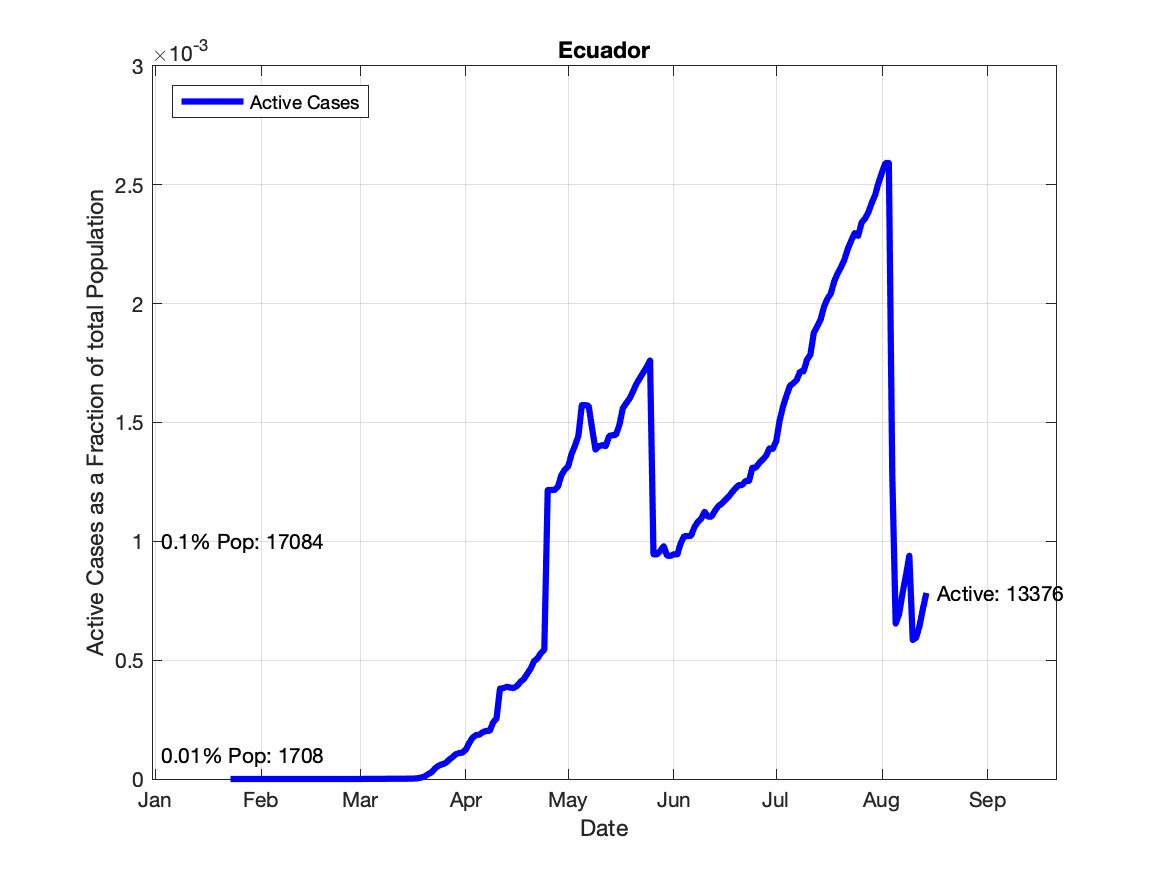 Ecuador
×10-3
3
Active Cases
2.5
2
1.5
1
0.1% Pop: 17084
Active: 13376
0.5
0.01% Pop: 1708
0
Jan Feb Mar Apr May Jun Jul Aug Sep
Date
Active Cases as a Fraction of total Population